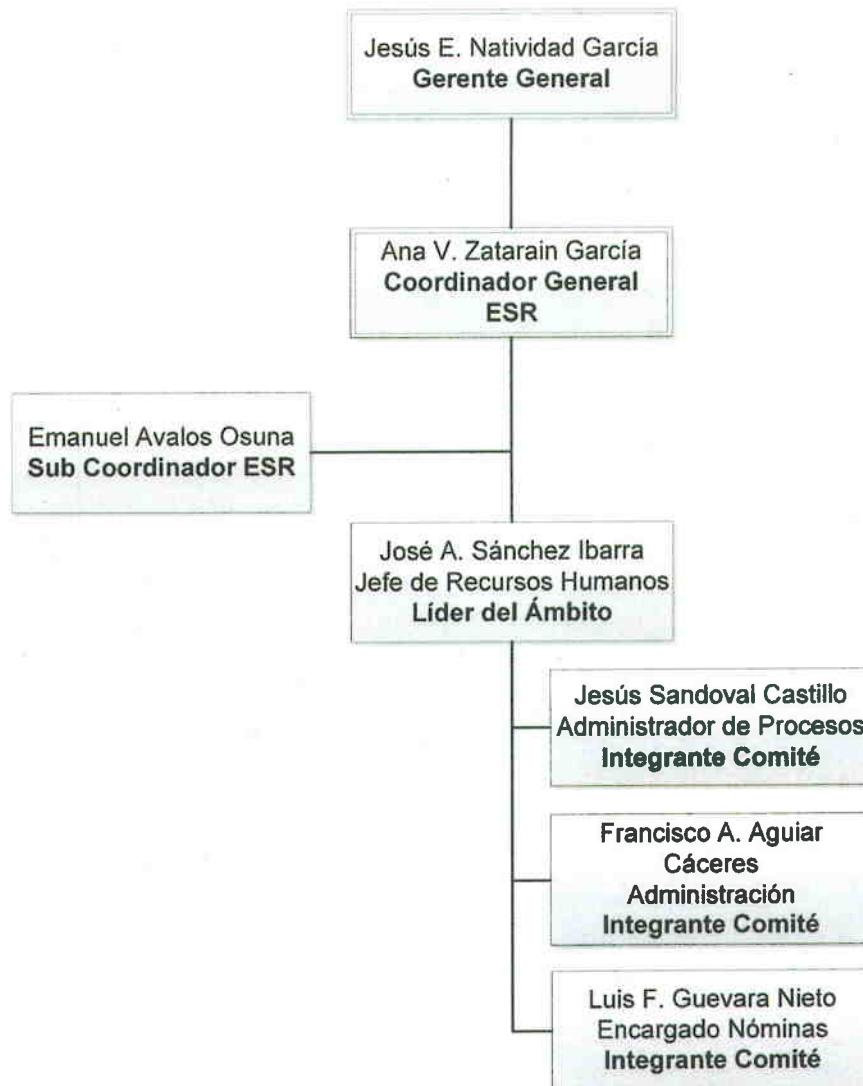 Jesús E. Natividad García
Gerente General
Ana V. Zatarain García
Coordinador General
ESR
Emanuel Avalos Osuna
Sub Coordinador ESR
José A. Sánchez Ibarra
Jefe de Recursos Humanos
Líder del Ámbito
Jesús Sandoval Castillo
Administrador de Procesos
Integrante Comité
Francisco A. Aguiar
Cáceres
Administración
Integrante Comité
Luis F. Guevara Nieto
Encargado Nóminas
Integrante Comité